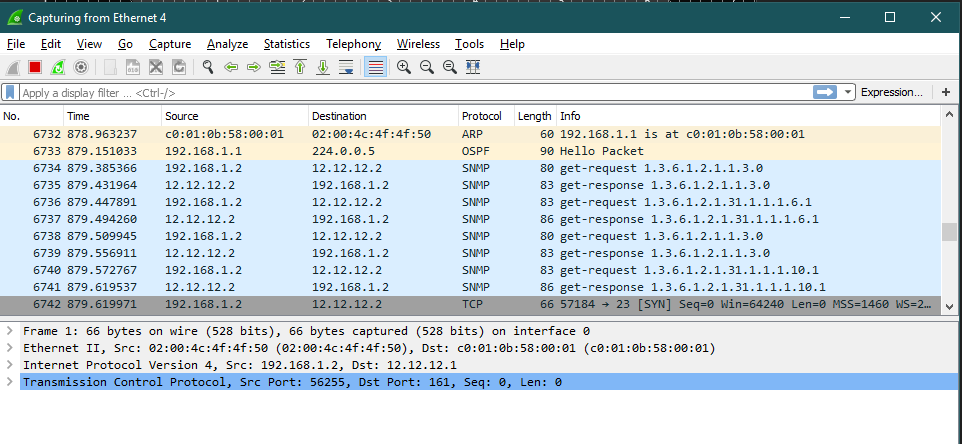 Capturing from Ethernet 4
File Edit View Go Capture Analyze Statistics Telephony Wireless Tools Help
Apply a display filter ... <Ctrl-/> Expression... +
No. Time Source Destination Protocol Length Info
6732 878.963237 c0:01:0b:58:00:01 02:00:4c:4f:4f:50 ARP 60 192.168.1.1 is at c0:01:0b:58:00:01
6733 879.151033 192.168.1.1 224.0.0.5 OSPF 90 Hello Packet
6734 879.385366 192.168.1.2 12.12.12.2 SNMP 80 get-request 1.3.6.1.2.1.1.3.0
6735 879.431964 12.12.12.2 192.168.1.2 SNMP 83 get-response 1.3.6.1.2.1.1.3.0
6736 879.447891 192.168.1.2 12.12.12.2 SNMP 83 get-request 1.3.6.1.2.1.31.1.1.1.6.1
6737 879.494260 12.12.12.2 192.168.1.2 SNMP 86 get-response 1.3.6.1.2.1.31.1.1.1.6.1
6738 879.509945 192.168.1.2 12.12.12.2 SNMP 80 get-request 1.3.6.1.2.1.1.3.0
6739 879.556911 12.12.12.2 192.168.1.2 SNMP 83 get-response 1.3.6.1.2.1.1.3.0
6740 879.572767 192.168.1.2 12.12.12.2 SNMP 83 get-request 1.3.6.1.2.1.31.1.1.1.10.1
6741 879.619537 12.12.12.2 192.168.1.2 SNMP 86 get-response 1.3.6.1.2.1.31.1.1.1.10.1
6742 879.619971 192.168.1.2 12.12.12.2 TCP 66 57184 → 23 [SYN] Seq=0 Win=64240 Len=0 MSS=1460 WS=2…
Frame 1: 66 bytes on wire (528 bits), 66 bytes captured (528 bits) on interface 0
Ethernet II, Src: 02:00:4c:4f:4f:50 (02:00:4c:4f:4f:50), Dst: c0:01:0b:58:00:01 (c0:01:0b:58:00:01)
Internet Protocol Version 4, Src: 192.168.1.2, Dst: 12.12.12.1
Transmission Control Protocol, Src Port: 56255, Dst Port: 161, Seq: 0, Len: 0